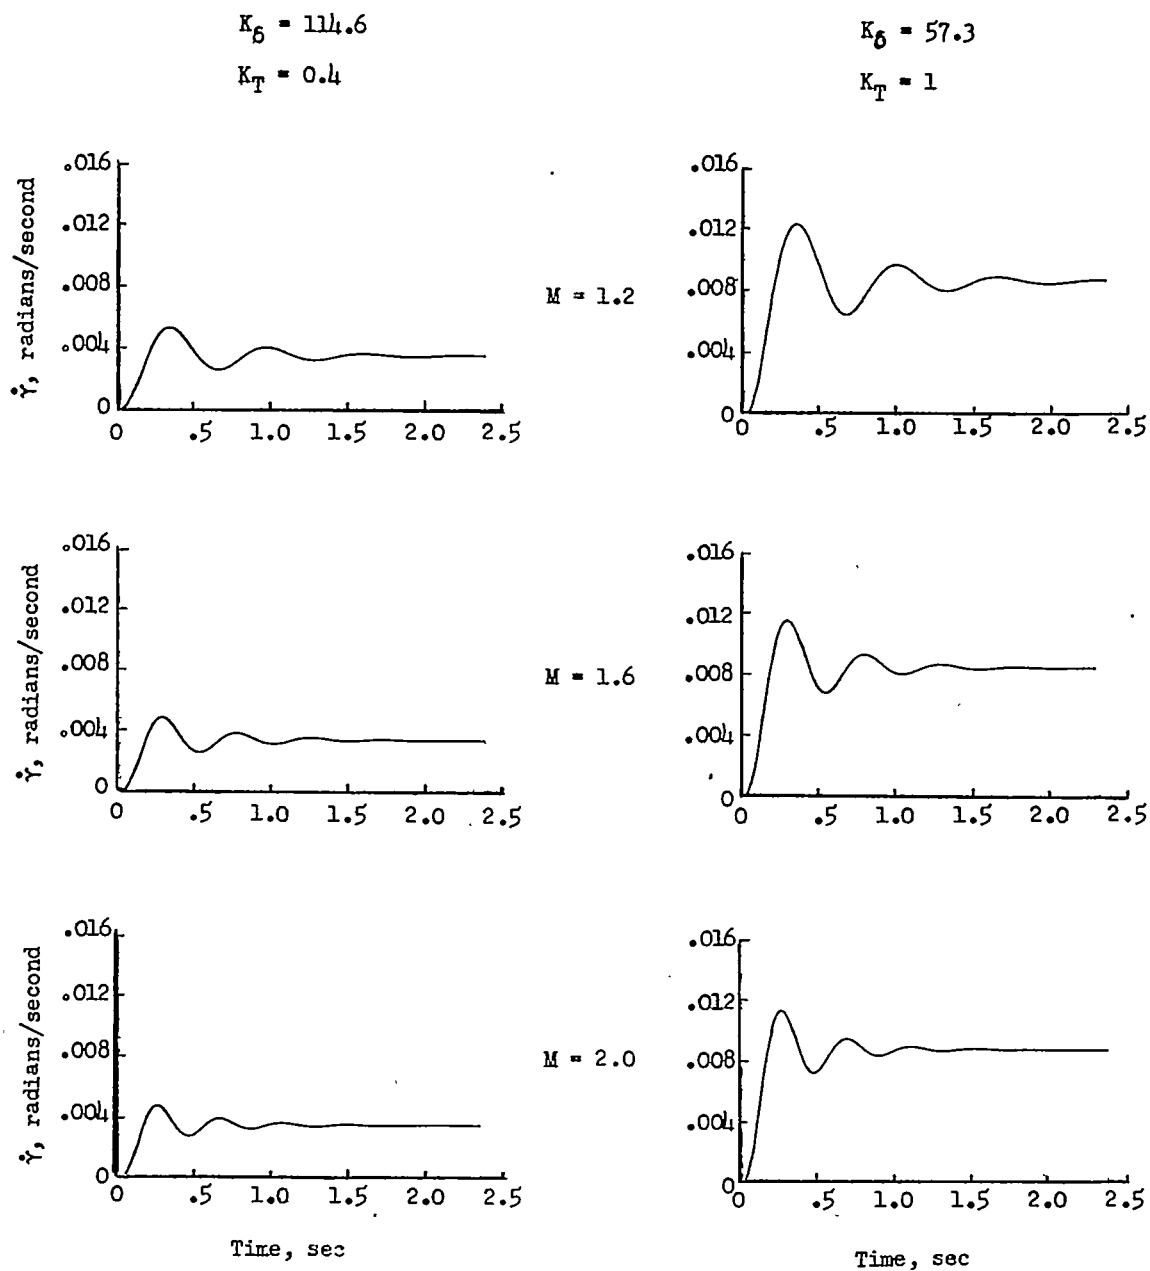 K_δ = 114.6
K_T = 0.4
K_δ = 57.3
K_T = 1
γ̇, radians/second
.016
.012
.008
.004
0
0 .5 1.0 1.5 2.0 2.5
M = 1.2
.016
.012
.008
.004
0
0 .5 1.0 1.5 2.0 2.5
γ̇, radians/second
.016
.012
.008
.004
0
0 .5 1.0 1.5 2.0 2.5
M = 1.6
.016
.012
.008
.004
0
0 .5 1.0 1.5 2.0 2.5
γ̇, radians/second
.016
.012
.008
.004
0
0 .5 1.0 1.5 2.0 2.5
Time, sec
M = 2.0
.016
.012
.008
.004
0
0 .5 1.0 1.5 2.0 2.5
Time, sec